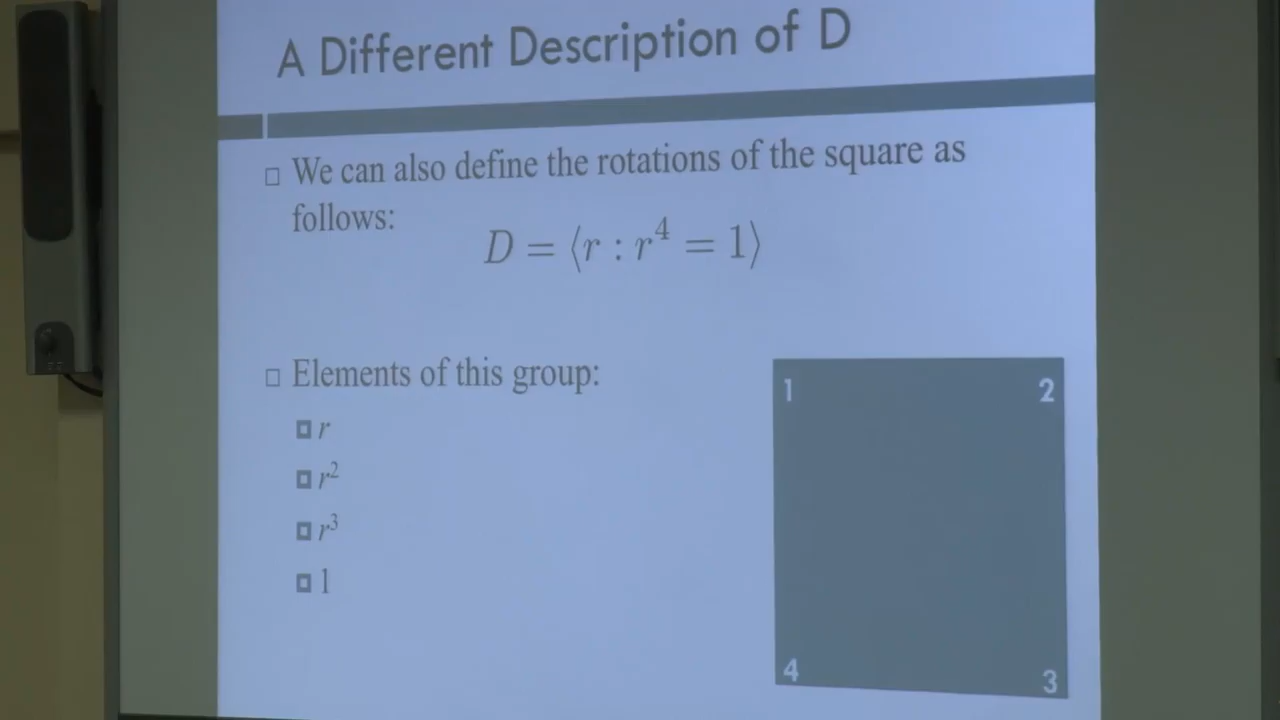 A Different Description of D
We can also define the rotations of the square as
follows:
D = ⟨r : r⁴ = 1⟩
Elements of this group:
r
r²
r³
1
1 2
4 3